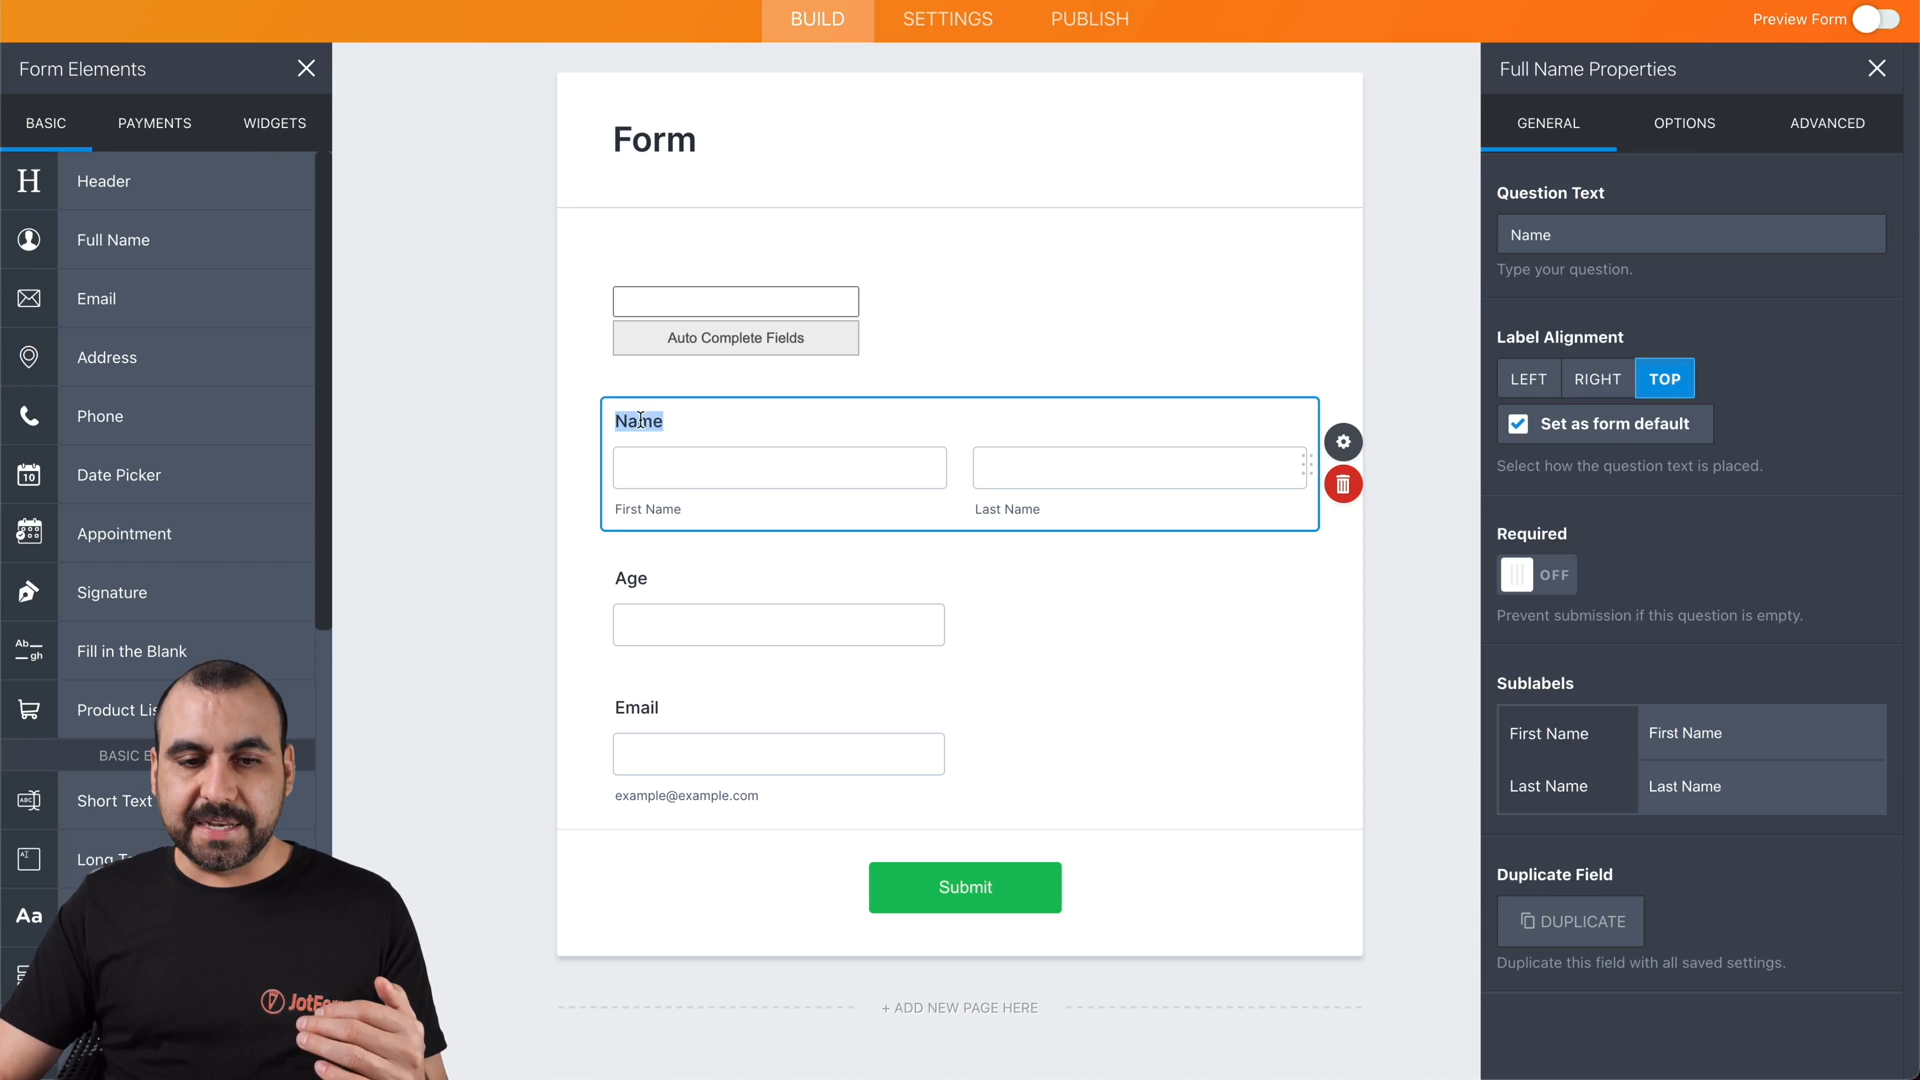 BUILD
SETTINGS
PUBLISH
Preview Form
Form Elements
BASIC
PAYMENTS
WIDGETS
H
Header
Full Name
Email
Address
Phone
10
Date Picker
Appointment
Signature
Ab
gh
Fill in the Blank
Product
BASIC
ABC
Short Text
Long
Aa
Form
Auto Complete Fields
Name
First Name
Last Name
Age
Email
example@example.com
Submit
+ ADD NEW PAGE HERE
Full Name Properties
GENERAL
OPTIONS
ADVANCED
Question Text
Name
Type your question.
Label Alignment
LEFT
RIGHT
TOP
Set as form default
Select how the question text is placed.
Required
OFF
Prevent submission if this question is empty.
Sublabels
First Name
First Name
Last Name
Last Name
Duplicate Field
DUPLICATE
Duplicate this field with all saved settings.